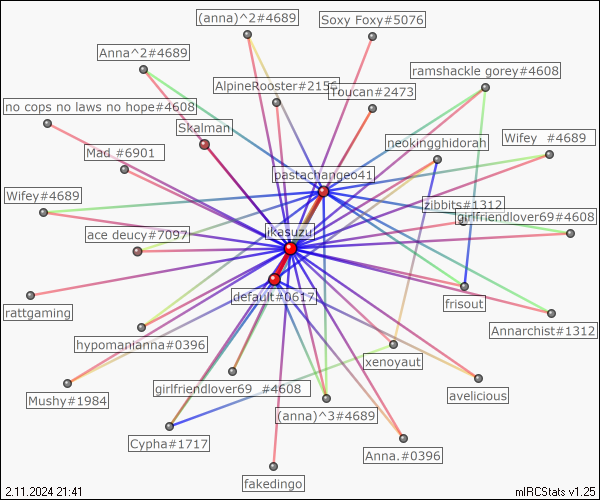 (anna)^2#4689
Soxy Foxy#5076
Anna^2#4689
ramshackle gorey#4608
AlpineRooster#2156
Toucan#2473
no cops no laws no hope#4608
Skalman
neokingghidorah
Wifey #4689
Mad_#6901
pastachangeo41
Wifey#4689
zibbits#1312
girlfriendlover69#4608
ace deucy#7097
ikasuzu
default#0617
frisout
rattgaming
Annarchist#1312
hypomanianna#0396
xenoyaut
girlfriendlover69 #4608
Mushy#1984
avelicious
(anna)^3#4689
Cypha#1717
Anna.#0396
fakedingo
2.11.2024 21:41
mIRCStats v1.25